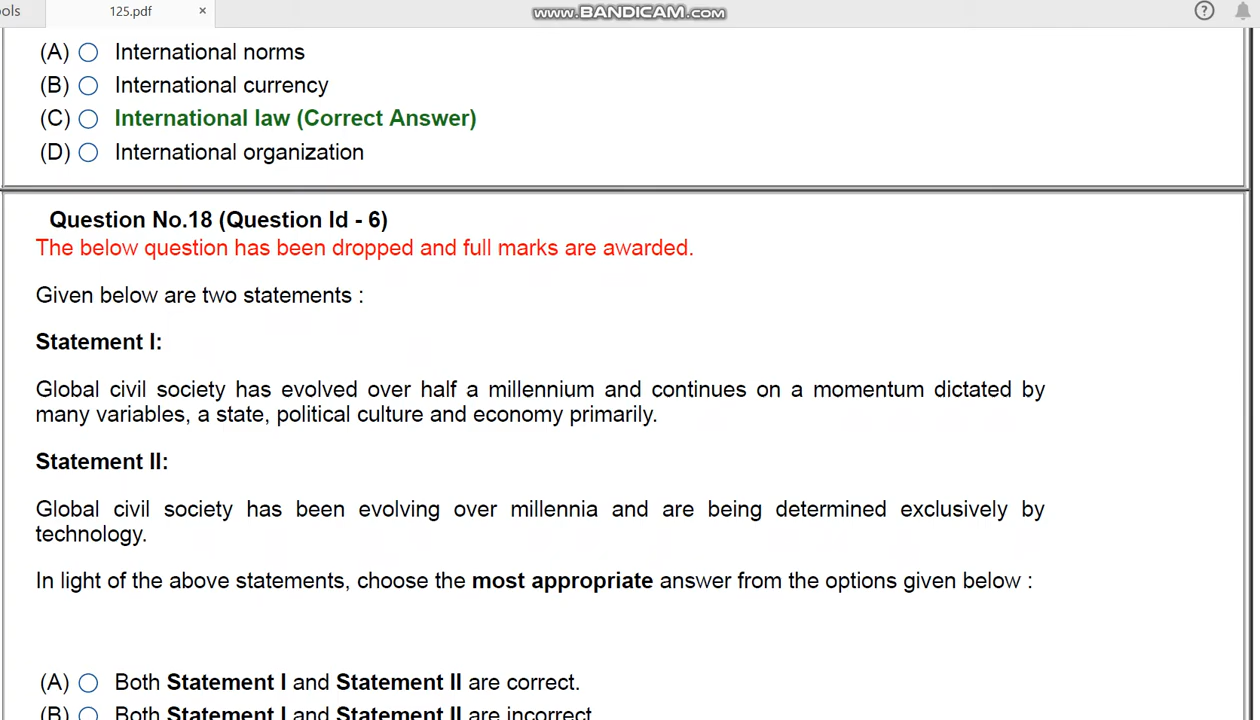 ols
125.pdf
×
www.BANDICAM.com
?
(A) International norms
(B) International currency
(C) International law (Correct Answer)
(D) International organization
Question No.18 (Question Id - 6)
The below question has been dropped and full marks are awarded.
Given below are two statements :
Statement I:
Global civil society has evolved over half a millennium and continues on a momentum dictated by
many variables, a state, political culture and economy primarily.
Statement II:
Global civil society has been evolving over millennia and are being determined exclusively by
technology.
In light of the above statements, choose the most appropriate answer from the options given below :
(A) Both Statement I and Statement II are correct.
(B) Both Statement I and Statement II are incorrect